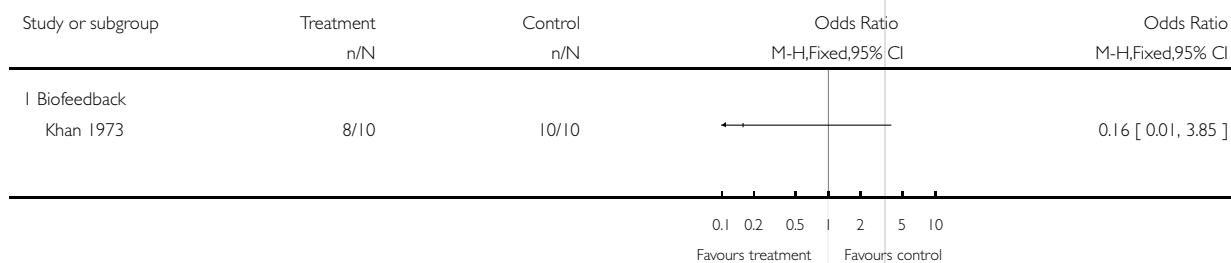 Study or subgroup Treatment Control Odds Ratio Odds Ratio
n/N n/N M-H,Fixed,95% CI M-H,Fixed,95% CI
1 Biofeedback
Khan 1973 8/10 10/10 0.16 [ 0.01, 3.85 ]
0.1 0.2 0.5 1 2 5 10
Favours treatment Favours control